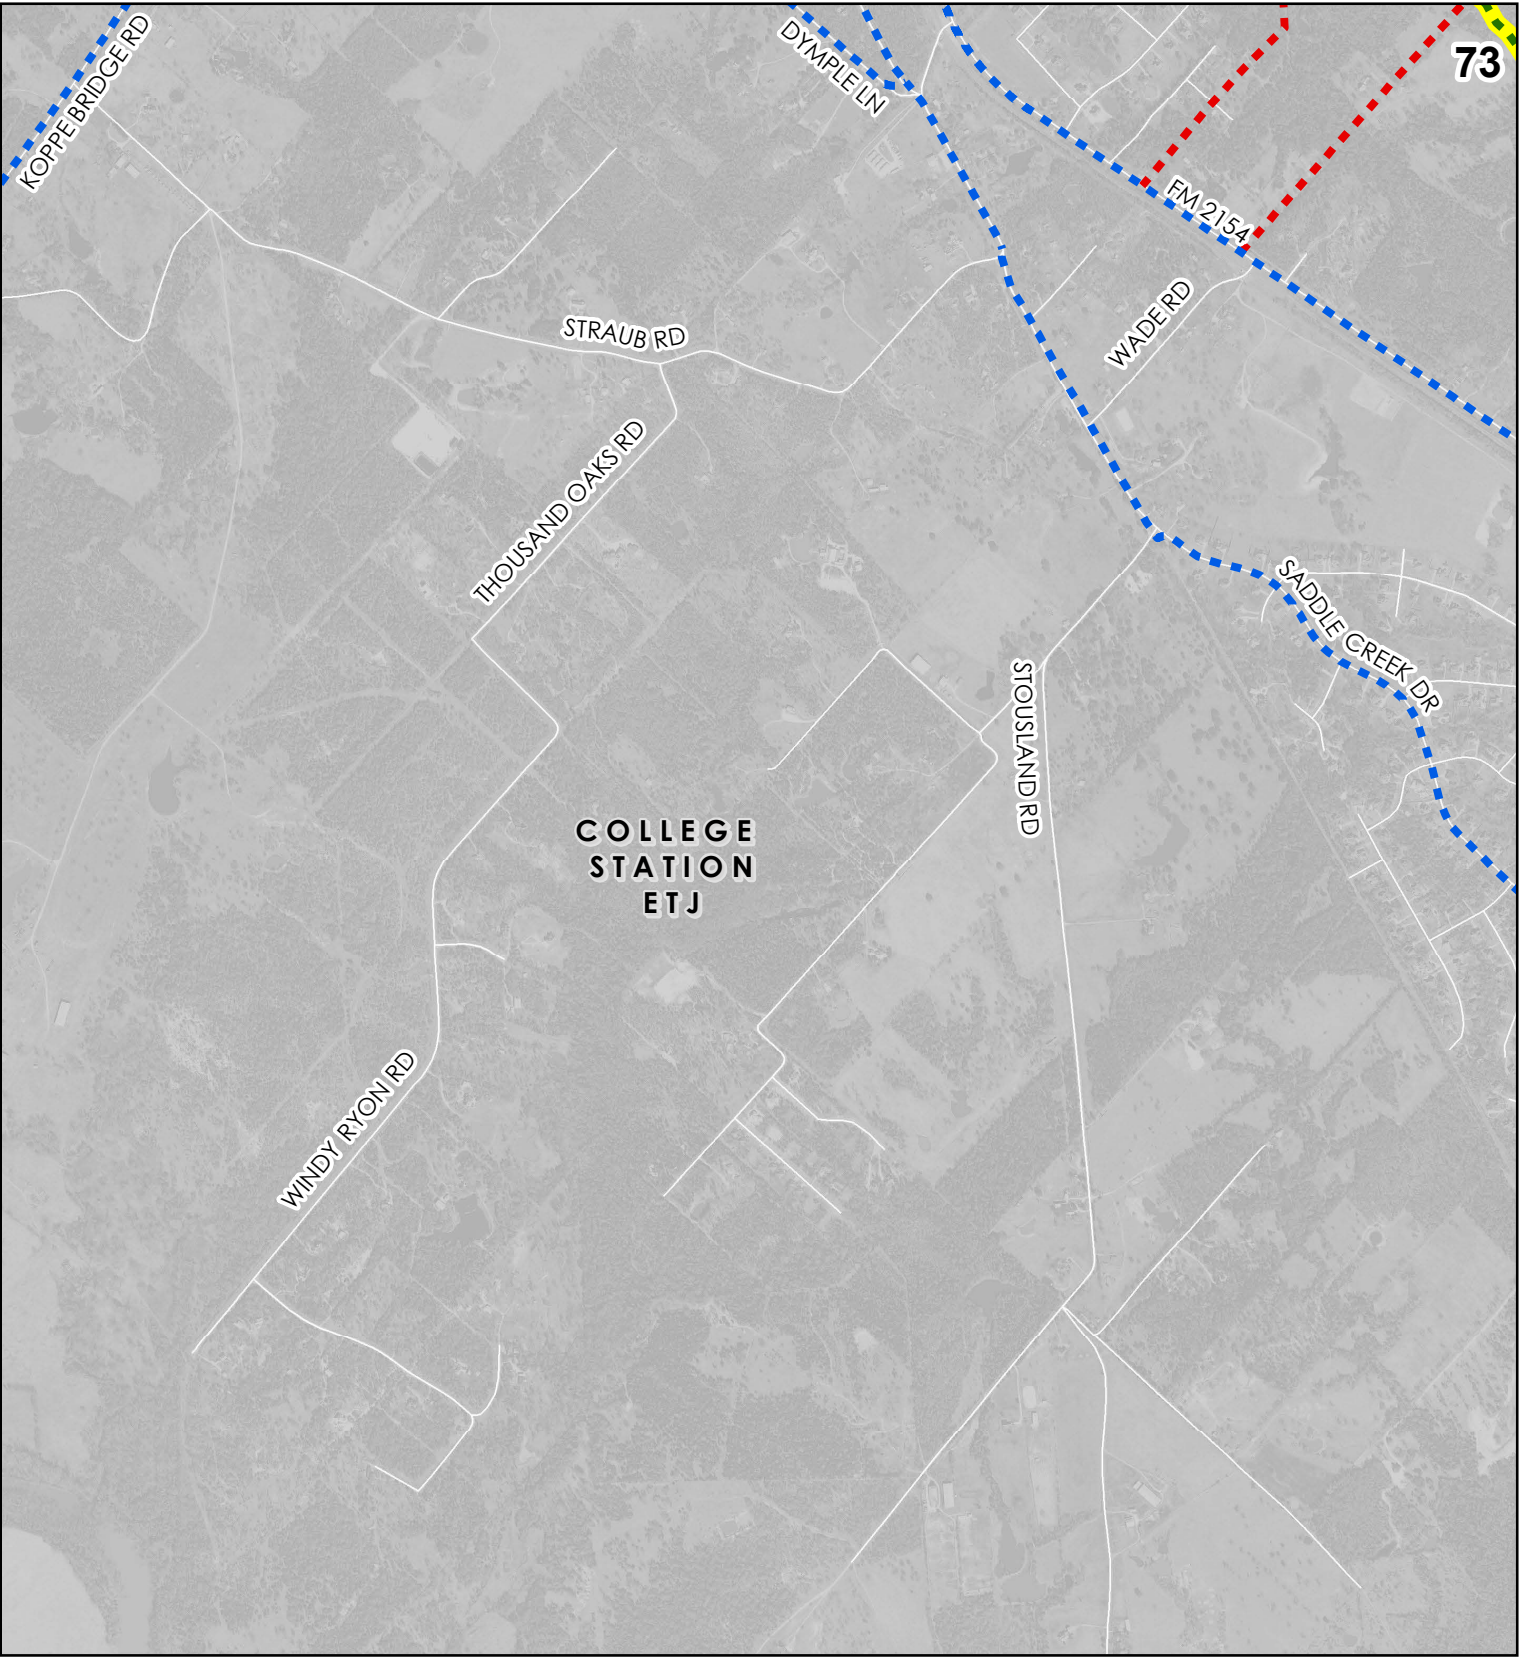 KOPPE BRIDGE RD
DYMPLE LN
73
FM 2154
WADE RD
STRAUB RD
THOUSAND OAKS RD
SADDLE CREEK DR
STOUSLAND RD
COLLEGE
STATION
ETJ
WINDY RYON RD